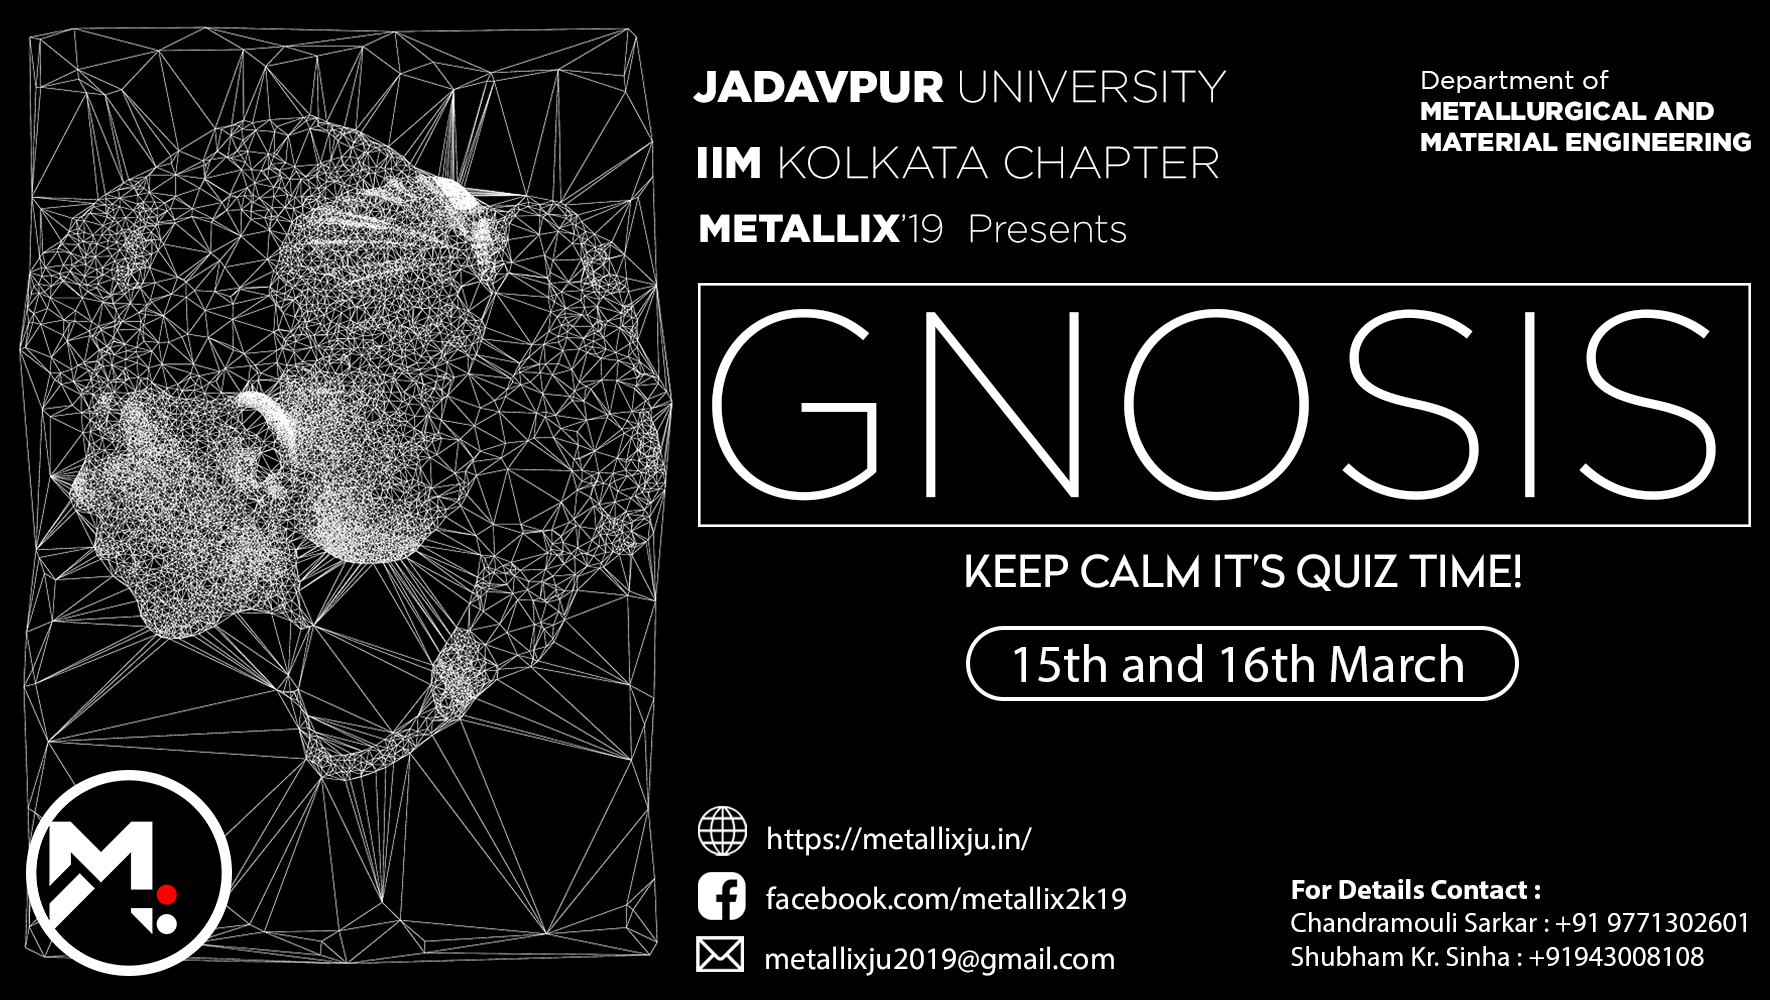 JADAVPUR UNIVERSITY
IIM KOLKATA CHAPTER
METALLIX'19 Presents
Department of
METALLURGICAL AND
MATERIAL ENGINEERING
GNOSIS
KEEP CALM IT'S QUIZ TIME!
15th and 16th March
https://metallixju.in/
facebook.com/metallix2k19
metallixju2019@gmail.com
For Details Contact :
Chandramouli Sarkar : +91 9771302601
Shubham Kr. Sinha : +91943008108
M